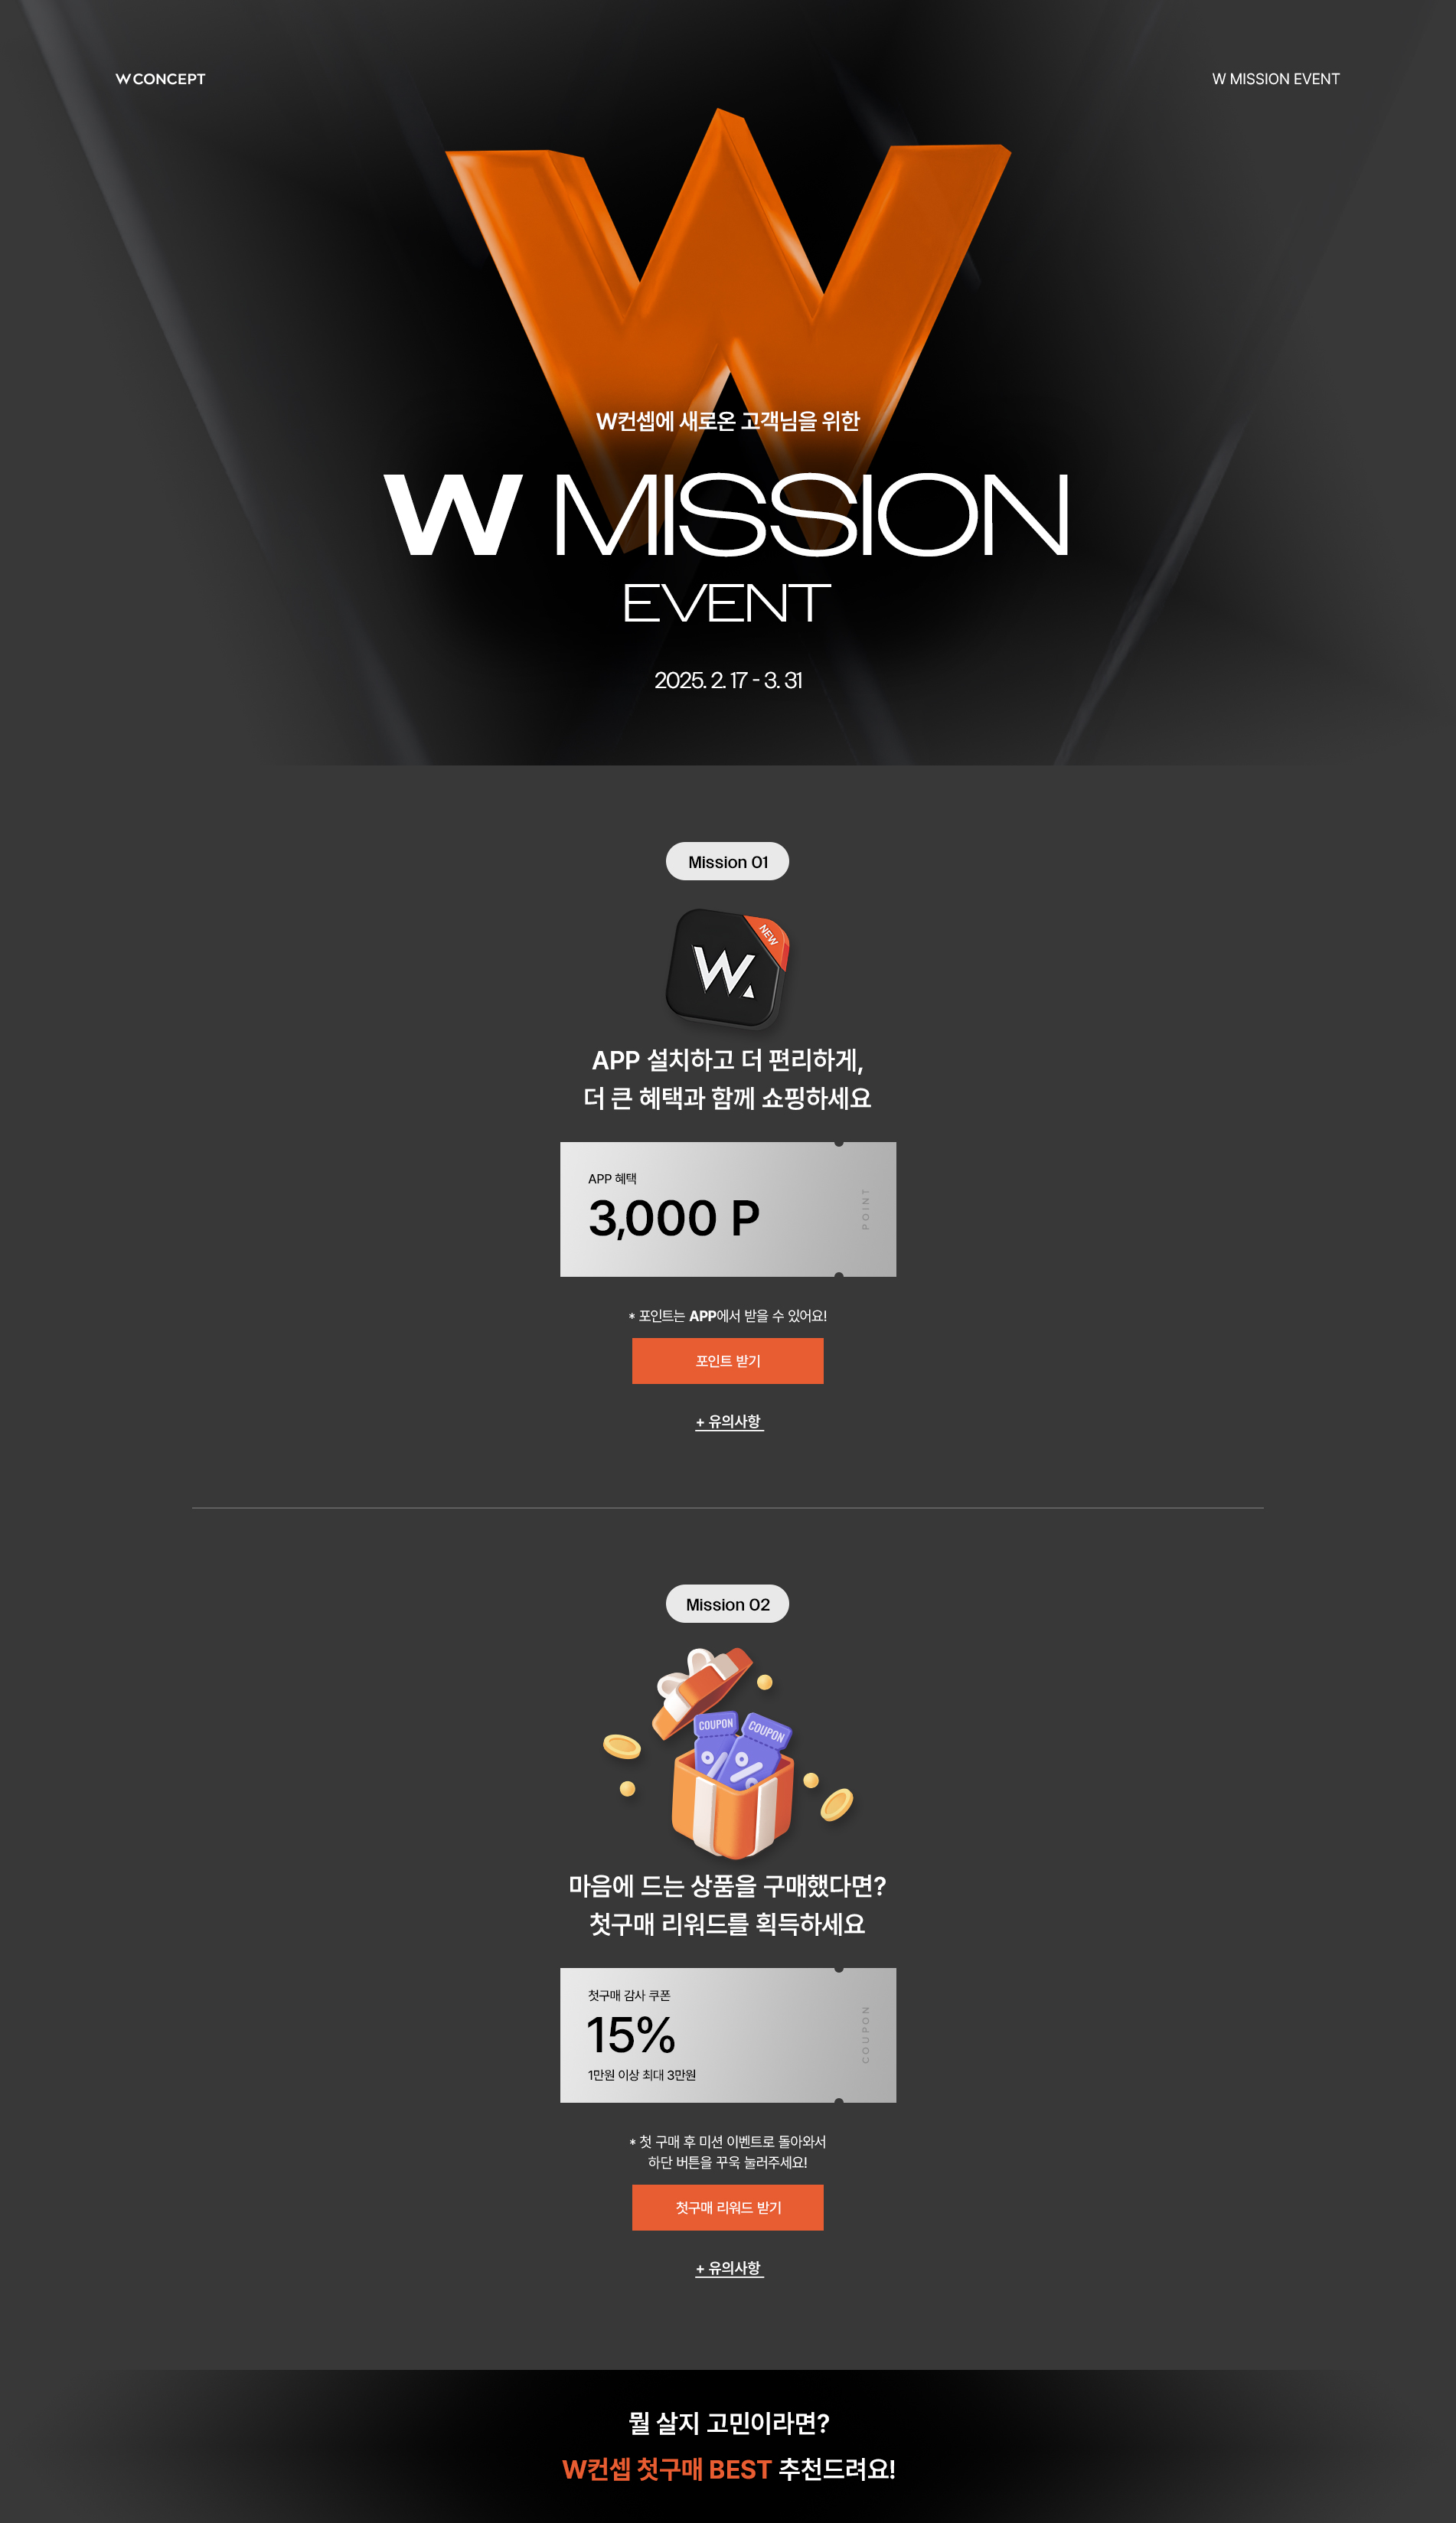 W CONCEPT
W MISSION EVENT
W컨셉에 새로온 고객님을 위한
W MISSION
EVENT
2025. 2. 17 - 3. 31
Mission 01
NEW
W.
APP 설치하고 더 편리하게,
더 큰 혜택과 함께 쇼핑하세요
APP 혜택
3,000 P
POINT
* 포인트는 APP에서 받을 수 있어요!
포인트 받기
+ 유의사항
Mission 02
COUPON
COUPON
%
%
마음에 드는 상품을 구매했다면?
첫구매 리워드를 획득하세요
첫구매 감사 쿠폰
15%
1만원 이상 최대 3만원
COUPON
* 첫 구매 후 미션 이벤트로 돌아와서
하단 버튼을 꾸욱 눌러주세요!
첫구매 리워드 받기
+ 유의사항
뭘 살지 고민이라면?
W컨셉 첫구매 BEST 추천드려요!